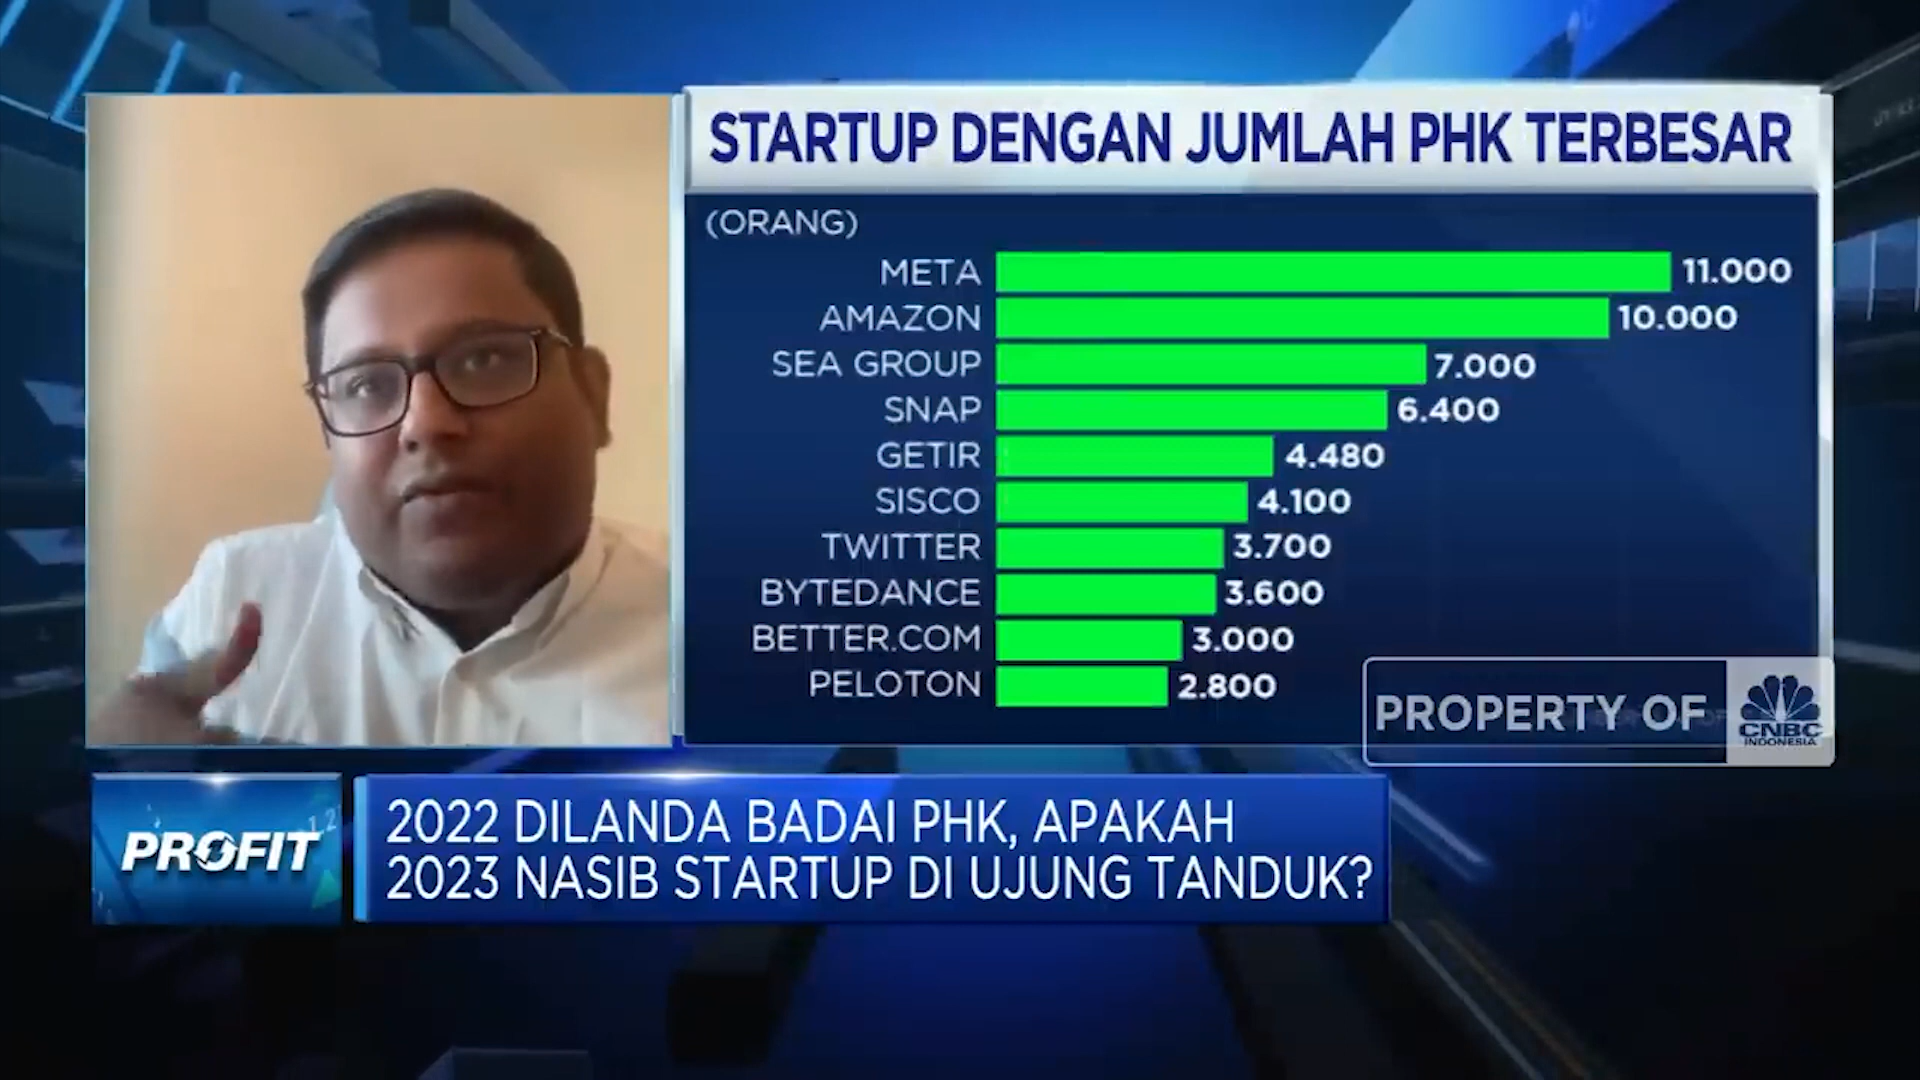 STARTUP DENGAN JUMLAH PHK TERBESAR
(ORANG)
META 11.000
AMAZON 10.000
SEA GROUP 7.000
SNAP 6.400
GETIR 4.480
SISCO 4.100
TWITTER 3.700
BYTEDANCE 3.600
BETTER.COM 3.000
PELOTON 2.800
PROPERTY OF
CNBC
INDONESIA
PROFIT
2022 DILANDA BADAI PHK, APAKAH
2023 NASIB STARTUP DI UJUNG TANDUK?